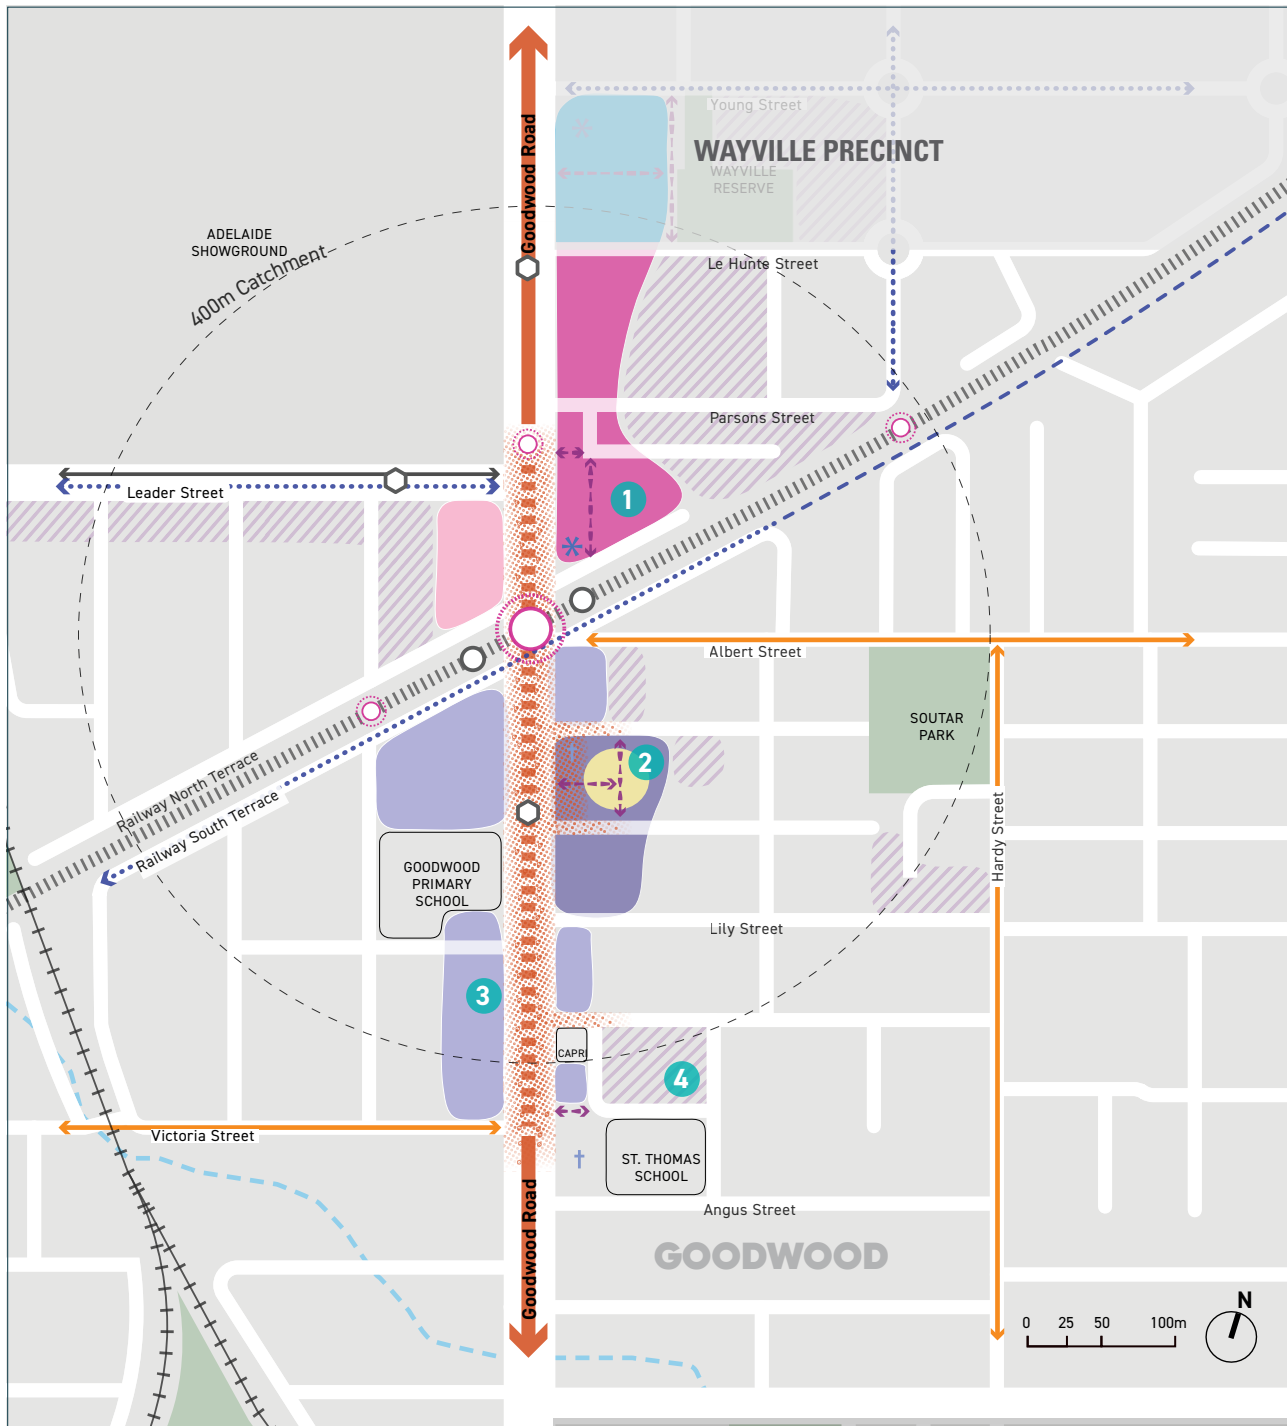 Goodwood Road
Young Street
WAYVILLE PRECINCT
WAYVILLE
RESERVE
ADELAIDE
SHOWGROUND
400m Catchment
Le Hunte Street
Parsons Street
Leader Street
1
Albert Street
SOUTAR
PARK
2
Railway North Terrace
Railway South Terrace
Hardy Street
GOODWOOD
PRIMARY
SCHOOL
Lily Street
3
CAPRI
4
Victoria Street
ST. THOMAS
SCHOOL
Angus Street
Goodwood Road
GOODWOOD
N
0 25 50 100m